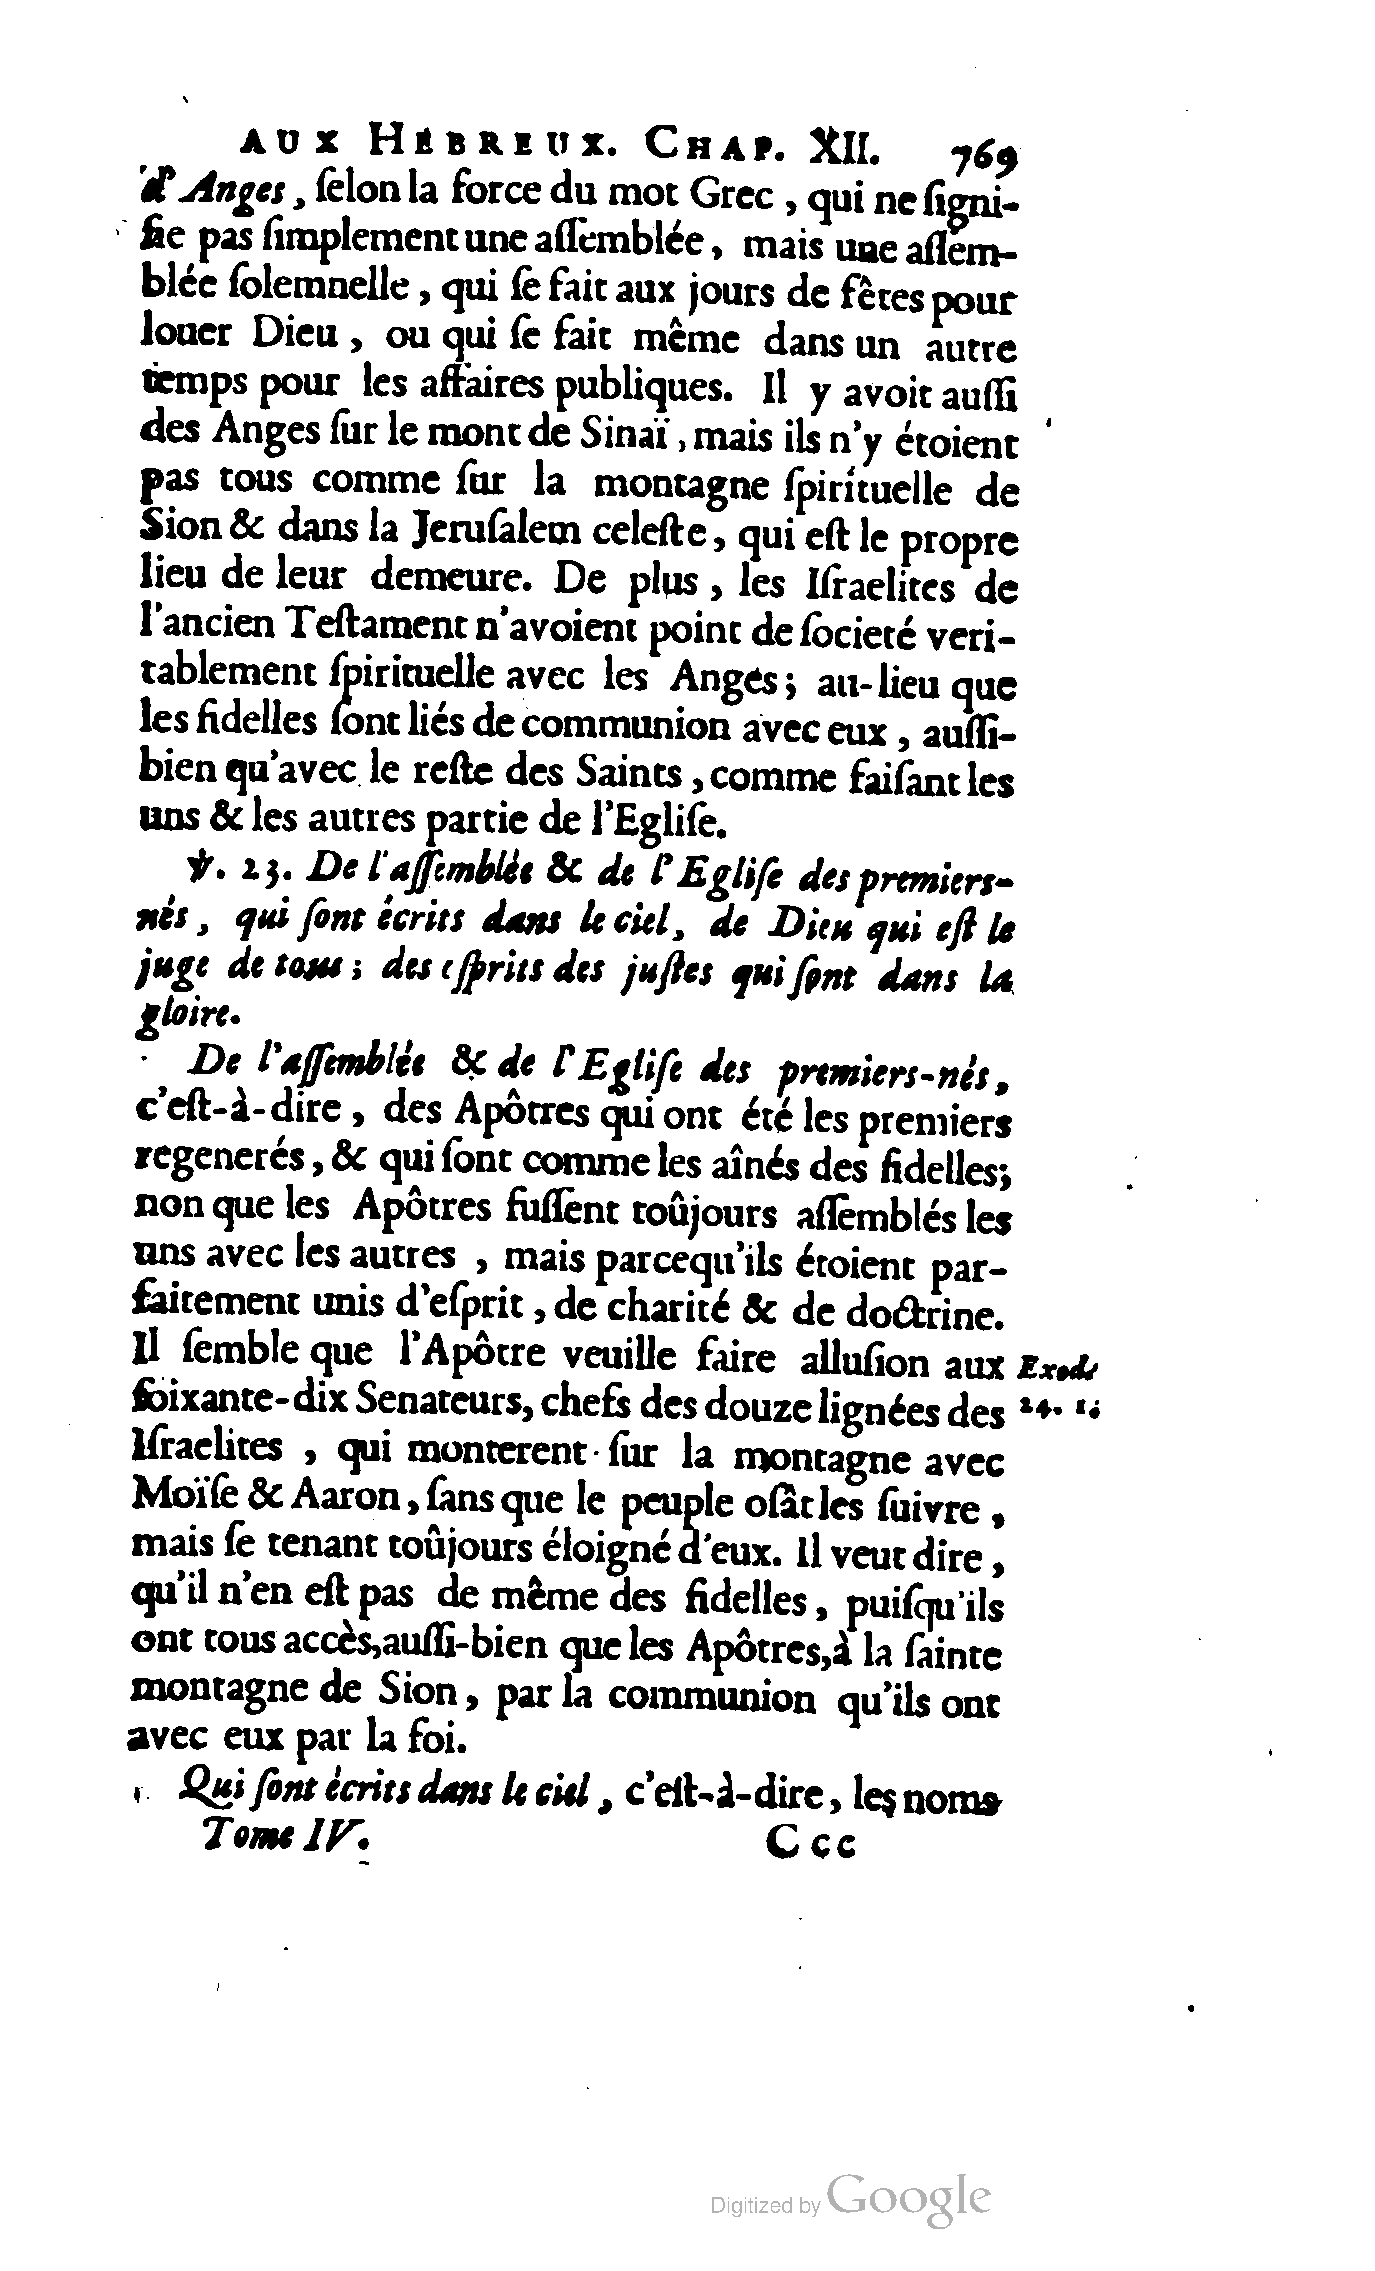 AUX HÉBREUX. CHAP. XII. 769
d'Anges, ſelon la force du mot Grec, qui ne ſigni-
fie pas ſimplement une aſſemblée, mais une aſſem-
blée ſolemnelle, qui ſe fait aux jours de fêtes pour
louer Dieu, ou qui ſe fait même dans un autre
temps pour les affaires publiques. Il y avoit auſſi
des Anges ſur le mont de Sinaï, mais ils n'y étoient
pas tous comme ſur la montagne ſpirituelle de
Sion & dans la Jeruſalem celeſte, qui eſt le propre
lieu de leur demeure. De plus, les Iſraelites de
l'ancien Teſtament n'avoient point de ſocieté veri-
tablement ſpirituelle avec les Anges; au-lieu que
les fidelles ſont liés de communion avec eux, auſſi-
bien qu'avec le reſte des Saints, comme faiſant les
uns & les autres partie de l'Egliſe.
℣. 23. De l'aſſemblée & de l'Egliſe des premiers-
nés, qui ſont écrits dans le ciel, de Dieu qui eſt le
juge de tous; des eſprits des juſtes qui ſont dans la
gloire.
De l'aſſemblée & de l'Egliſe des premiers-nés,
c'eſt-à-dire, des Apôtres qui ont été les premiers
regenerés, & qui ſont comme les aînés des fidelles;
non que les Apôtres fuſſent toûjours aſſemblés les
uns avec les autres, mais parcequ'ils étoient par-
faitement unis d'eſprit, de charité & de doctrine.
Il ſemble que l'Apôtre veuille faire alluſion aux Exod.
ſoixante-dix Senateurs, chefs des douze lignées des 24. 1.
Iſraelites, qui monterent ſur la montagne avec
Moïſe & Aaron, ſans que le peuple oſât les ſuivre,
mais ſe tenant toûjours éloigné d'eux. Il veut dire,
qu'il n'en eſt pas de même des fidelles, puiſqu'ils
ont tous accès, auſſi-bien que les Apôtres, à la ſainte
montagne de Sion, par la communion qu'ils ont
avec eux par la foi.
Qui ſont écrits dans le ciel, c'eſt-à-dire, les noms
Tome IV. Ccc
Digitized by Google